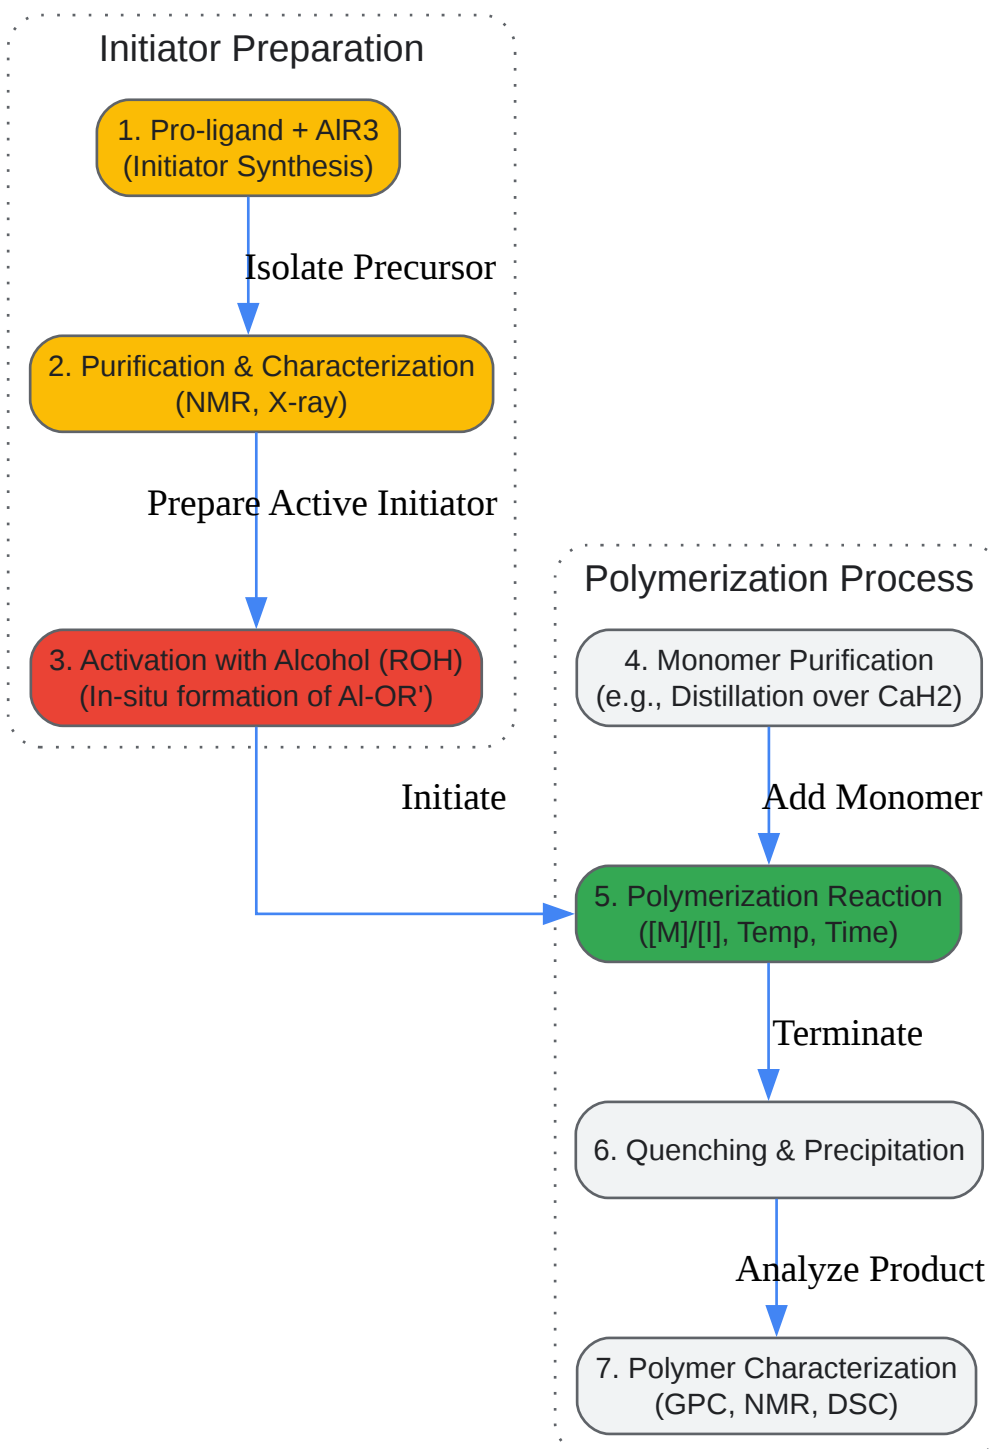 Initiator Preparation
1. Pro-ligand + AlR3
(Initiator Synthesis)
Isolate Precursor
2. Purification & Characterization
(NMR, X-ray)
Prepare Active Initiator
3. Activation with Alcohol (ROH)
(In-situ formation of Al-OR')
Initiate
Polymerization Process
4. Monomer Purification
(e.g., Distillation over CaH2)
Add Monomer
5. Polymerization Reaction
([M]/[I], Temp, Time)
Terminate
6. Quenching & Precipitation
Analyze Product
7. Polymer Characterization
(GPC, NMR, DSC)